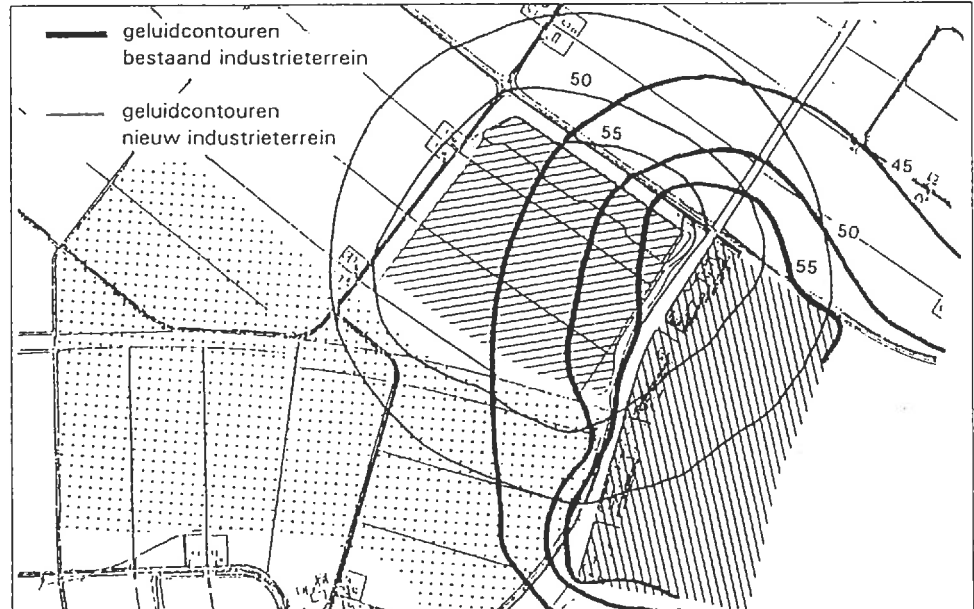 geluidcontouren
bestaand industrieterrein
geluidcontouren
nieuw industrieterrein
50
55
45
50
55